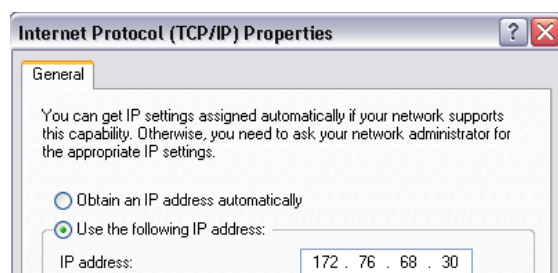 Internet Protocol (TCP/IP) Properties
?
General
You can get IP settings assigned automatically if your network supports
this capability. Otherwise, you need to ask your network administrator for
the appropriate IP settings.
Obtain an IP address automatically
Use the following IP address:
IP address: 172 . 76 . 68 . 30